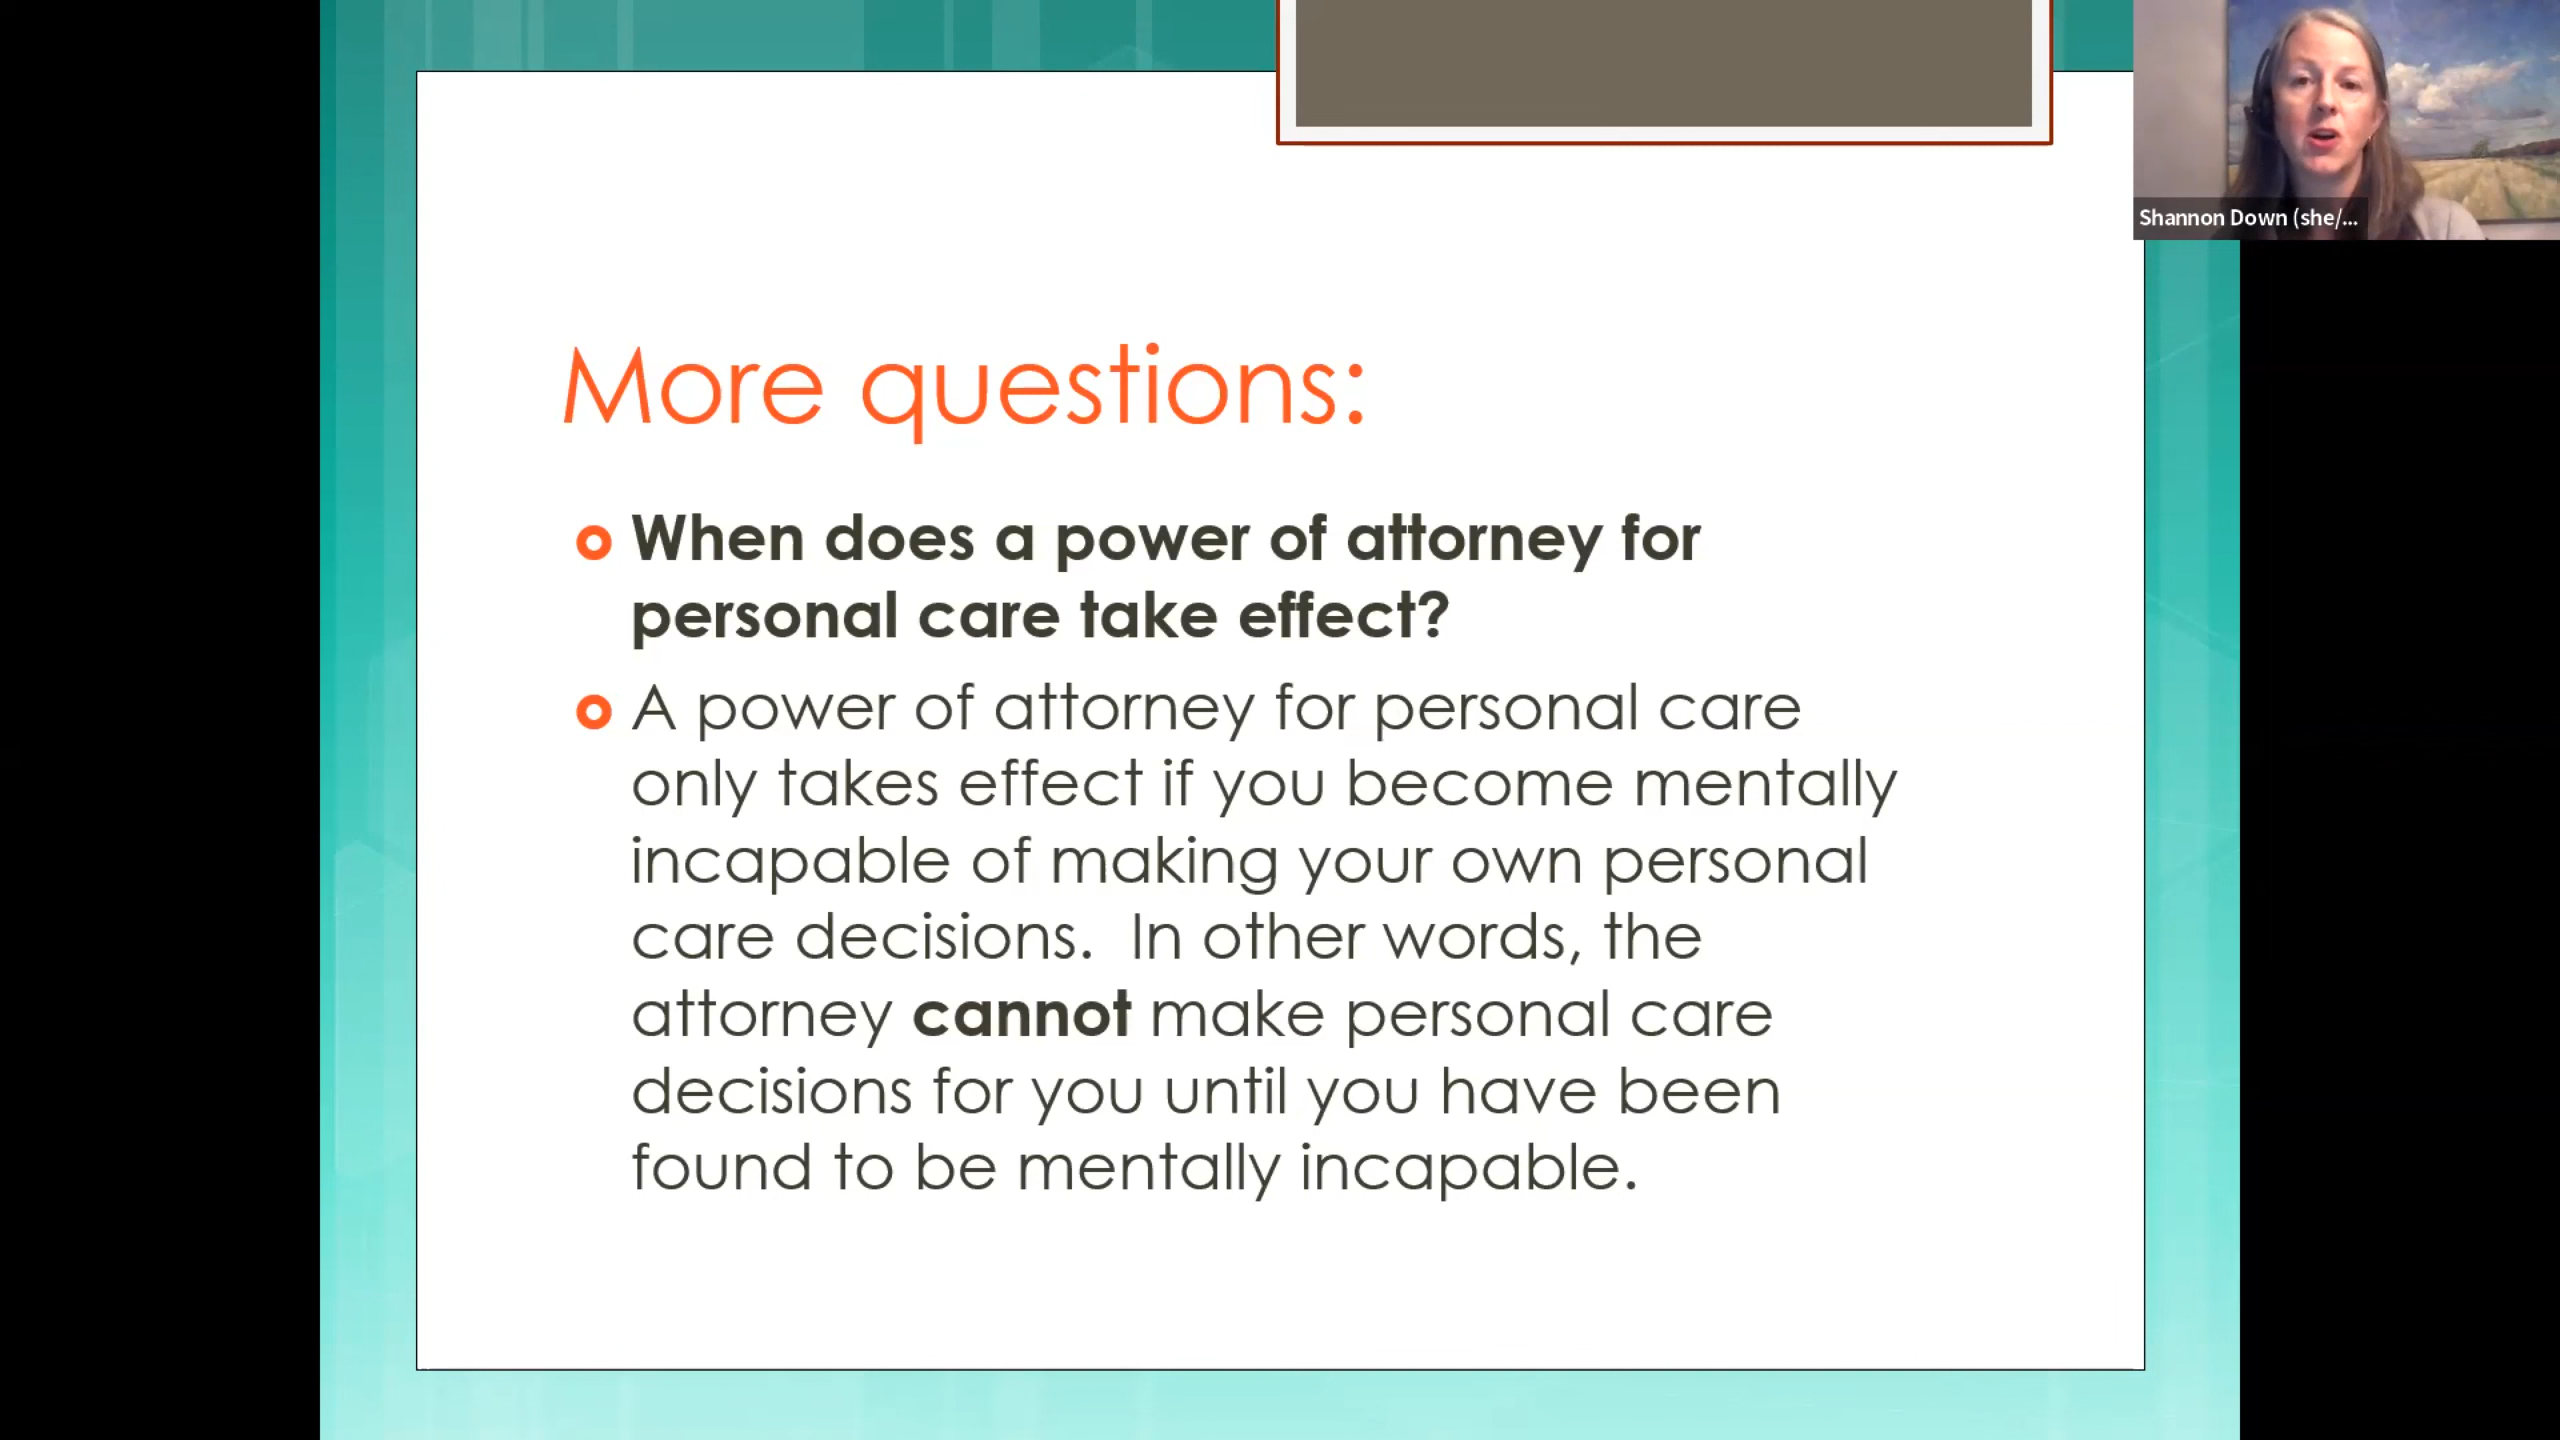 Shannon Down (she/...
More questions:
When does a power of attorney for
personal care take effect?
A power of attorney for personal care
only takes effect if you become mentally
incapable of making your own personal
care decisions.  In other words, the
attorney cannot make personal care
decisions for you until you have been
found to be mentally incapable.